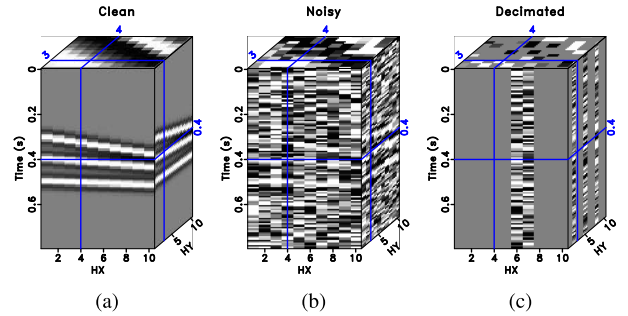 Clean Noisy Decimated
4 4 4
3 3 3
0 0 0
0.2 0.2 0.2
0.4 0.4 0.4
Time (s) Time (s) Time (s)
0.4 0.4 0.4
0.6 0.6 0.6
2 4 6 8 10 2 4 6 8 10 2 4 6 8 10
5 10 5 10 5 10
HX HY HX HY HX HY
(a) (b) (c)